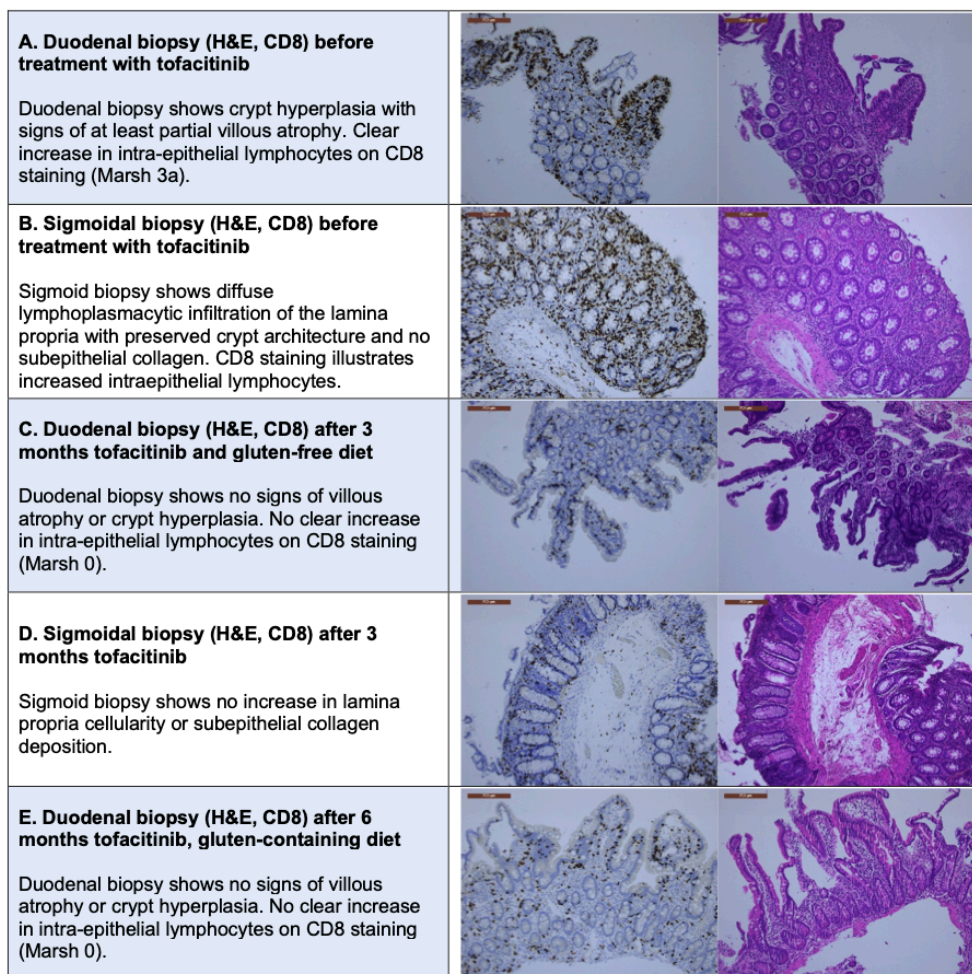 A. Duodenal biopsy (H&E, CD8) before
treatment with tofacitinib
Duodenal biopsy shows crypt hyperplasia with
signs of at least partial villous atrophy. Clear
increase in intra-epithelial lymphocytes on CD8
staining (Marsh 3a).
B. Sigmoidal biopsy (H&E, CD8) before
treatment with tofacitinib
Sigmoid biopsy shows diffuse
lymphoplasmacytic infiltration of the lamina
propria with preserved crypt architecture and no
subepithelial collagen. CD8 staining illustrates
increased intraepithelial lymphocytes.
C. Duodenal biopsy (H&E, CD8) after 3
months tofacitinib and gluten-free diet
Duodenal biopsy shows no signs of villous
atrophy or crypt hyperplasia. No clear increase
in intra-epithelial lymphocytes on CD8 staining
(Marsh 0).
D. Sigmoidal biopsy (H&E, CD8) after 3
months tofacitinib
Sigmoid biopsy shows no increase in lamina
propria cellularity or subepithelial collagen
deposition.
E. Duodenal biopsy (H&E, CD8) after 6
months tofacitinib, gluten-containing diet
Duodenal biopsy shows no signs of villous
atrophy or crypt hyperplasia. No clear increase
in intra-epithelial lymphocytes on CD8 staining
(Marsh 0).